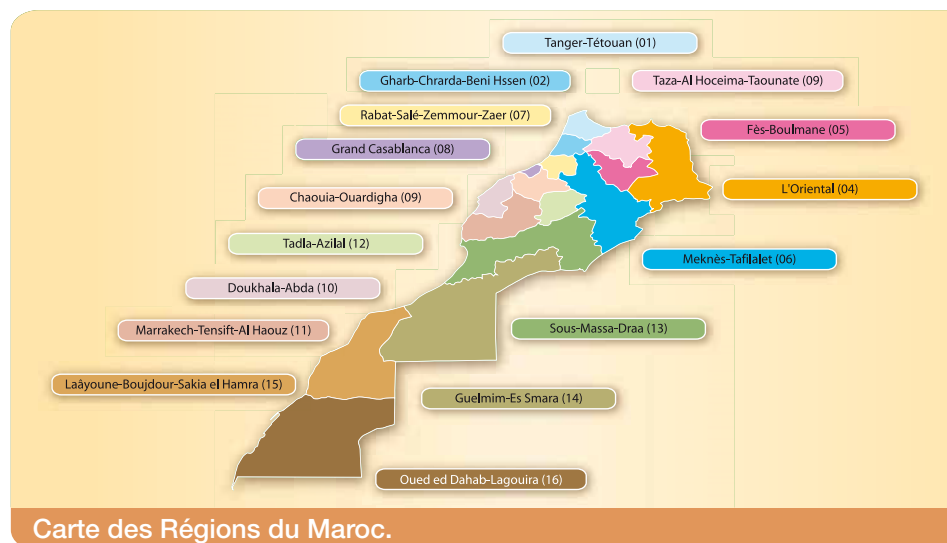 Tanger-Tétouan (01)
Gharb-Chrarda-Beni Hssen (02)
Taza-Al Hoceima-Taounate (09)
Rabat-Salé-Zemmour-Zaer (07)
Fès-Boulmane (05)
Grand Casablanca (08)
L'Oriental (04)
Chaouia-Ouardigha (09)
Tadla-Azilal (12)
Meknès-Tafilalet (06)
Doukhala-Abda (10)
Marrakech-Tensift-Al Haouz (11)
Sous-Massa-Draa (13)
Laâyoune-Boujdour-Sakia el Hamra (15)
Guelmim-Es Smara (14)
Oued ed Dahab-Lagouira (16)
Carte des Régions du Maroc.